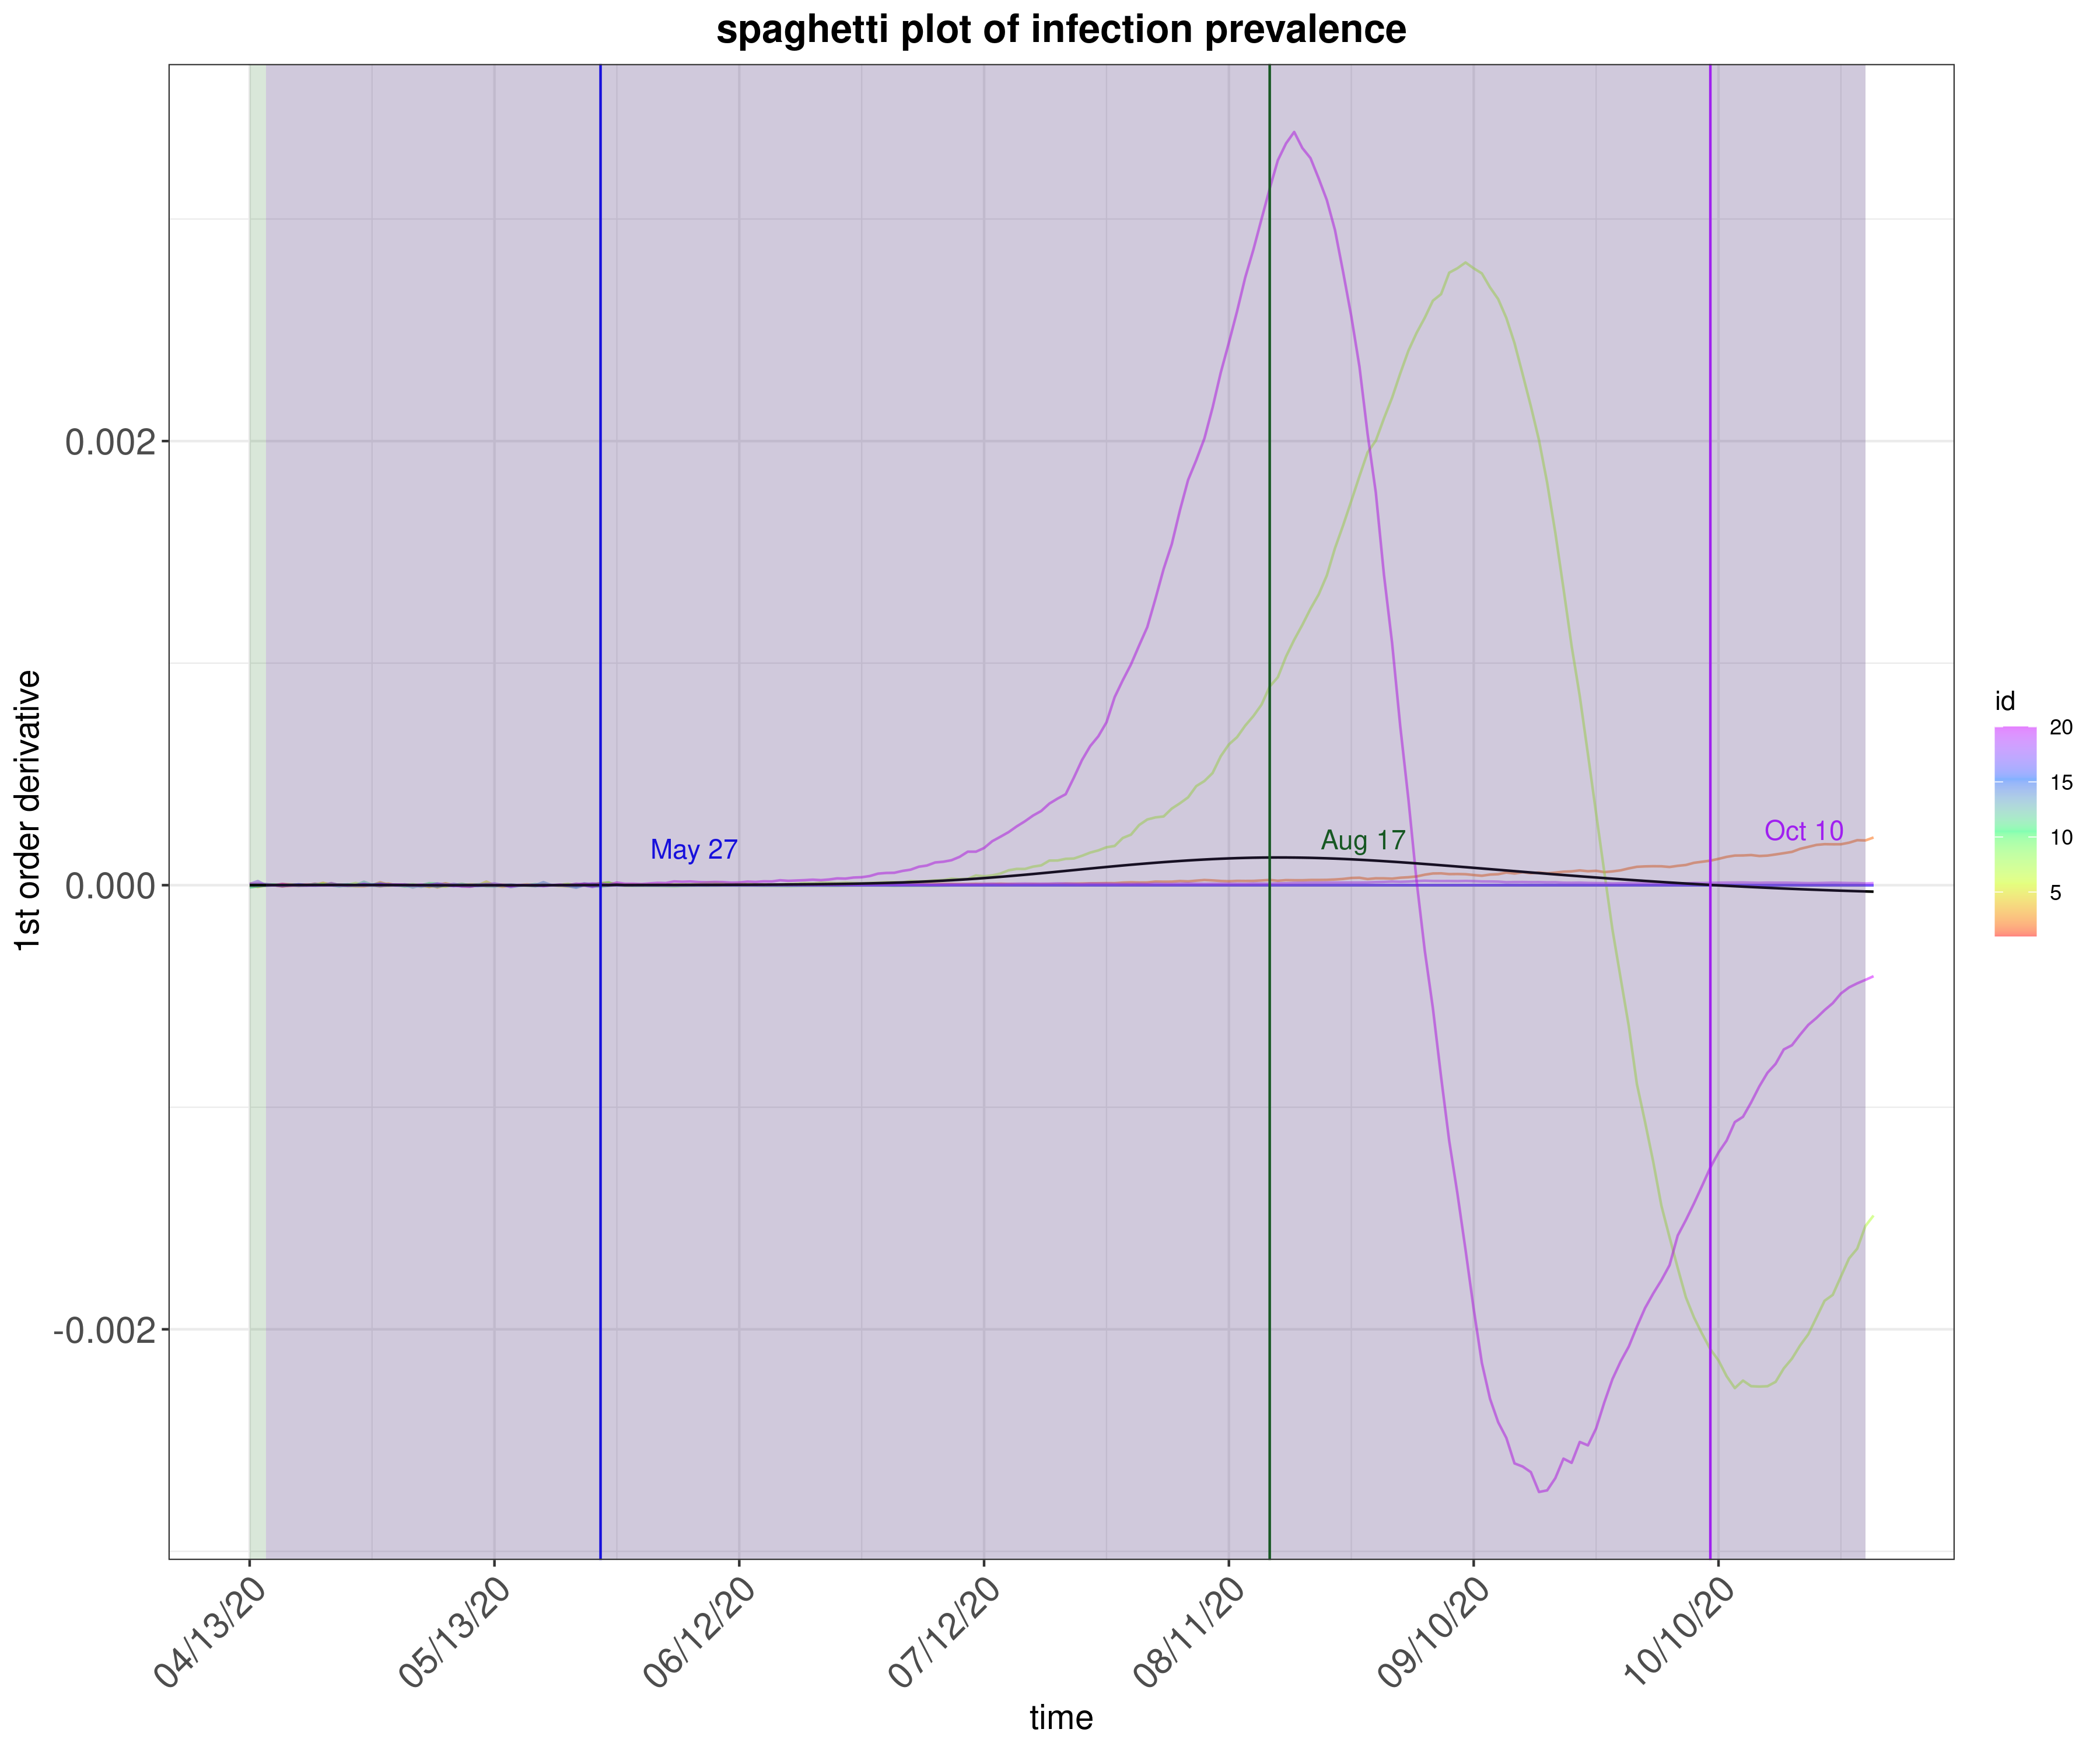 spaghetti plot of infection prevalence
1st order derivative
0.002
0.000
-0.002
May 27
Aug 17
Oct 10
id
20
15
10
5
04/13/20
05/13/20
06/12/20
07/12/20
08/11/20
09/10/20
10/10/20
time